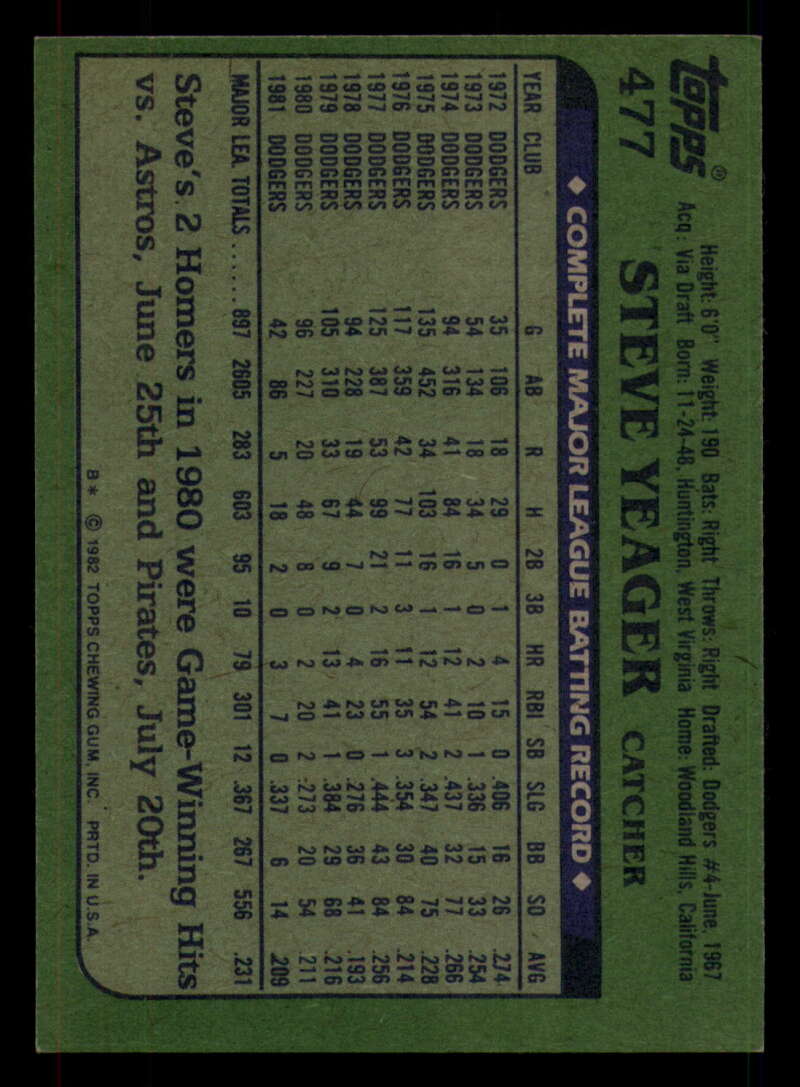 Topps®
477
Height: 6'0" Weight: 190 Bats: Right Throws: Right Drafted: Dodgers #4-June, 1967
Acq.: Via Draft Born: 11-24-48, Huntington, West Virginia Home: Woodland Hills, California
STEVE YEAGER CATCHER
◆ COMPLETE MAJOR LEAGUE BATTING RECORD ◆
YEAR CLUB G AB R H 2B 3B HR RBI SB SLG BB SO AVG
1972 DODGERS 35 106 18 29 0 1 4 15 0 .406 16 26 .274
1973 DODGERS 54 134 18 34 5 0 2 10 1 .336 15 33 .254
1974 DODGERS 94 316 41 84 16 1 12 41 2 .437 32 77 .266
1975 DODGERS 135 452 34 103 16 1 12 54 2 .347 40 75 .228
1976 DODGERS 117 359 42 77 11 3 11 35 3 .354 30 84 .214
1977 DODGERS 125 387 53 99 21 2 16 55 1 .444 43 84 .256
1978 DODGERS 94 228 19 44 7 0 4 23 0 .276 36 41 .193
1979 DODGERS 105 310 33 67 9 2 13 41 1 .384 29 68 .216
1980 DODGERS 96 227 20 48 8 0 2 20 2 .273 20 54 .211
1981 DODGERS 42 86 5 18 2 0 3 7 0 .337 6 14 .209
MAJOR LEA. TOTALS ...... 897 2605 283 603 95 10 79 301 12 .367 267 556 .231
Steve's 2 Homers in 1980 were Game-Winning Hits
vs. Astros, June 25th and Pirates, July 20th.
B* © 1982 TOPPS CHEWING GUM, INC. PRTD. IN U.S.A.